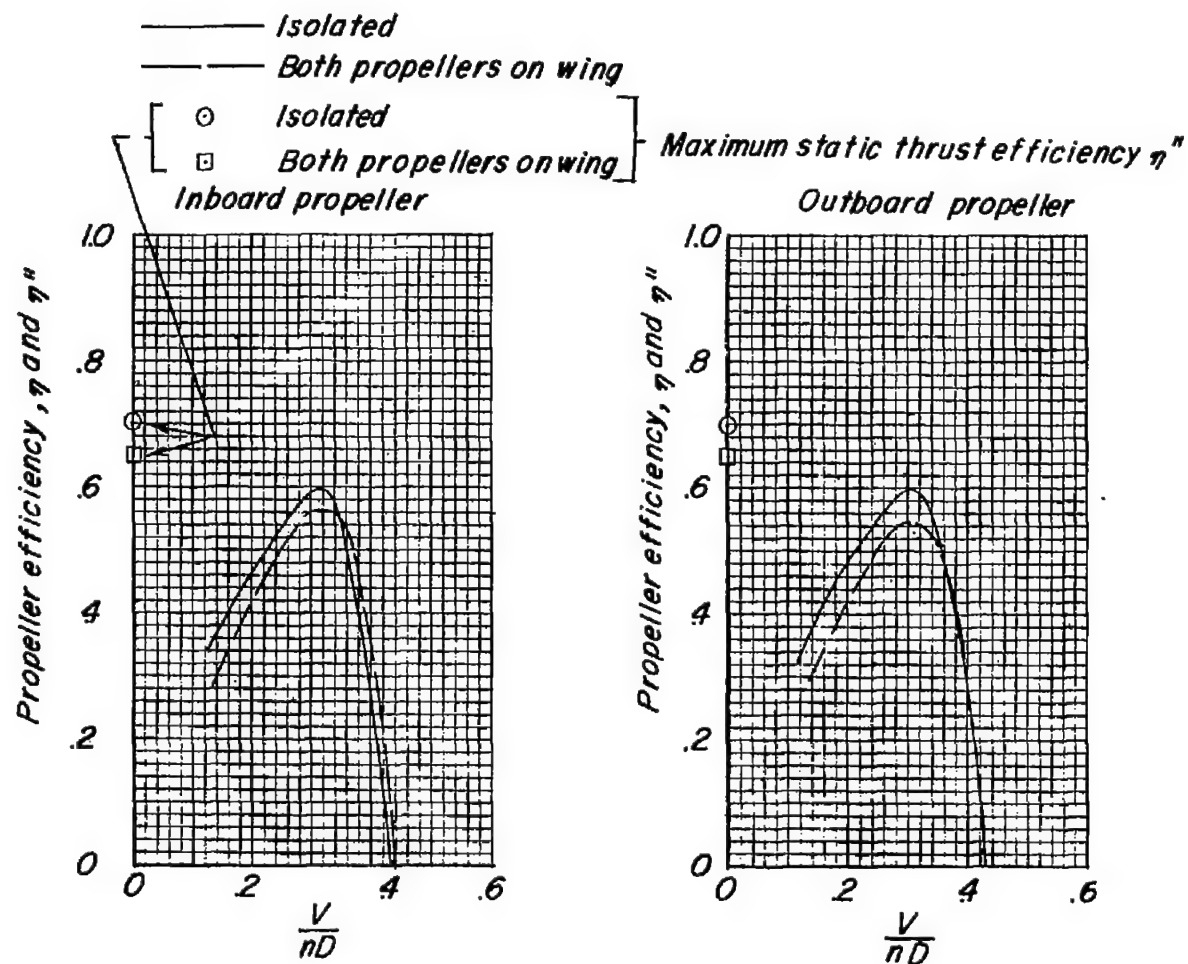 Isolated
Both propellers on wing
Isolated
Both propellers on wing
Maximum static thrust efficiency η"
Inboard propeller
Outboard propeller
Propeller efficiency, η and η"
1.0
.8
.6
.4
.2
0
0
.2
.4
.6
V
nD
Propeller efficiency, η and η"
1.0
.8
.6
.4
.2
0
0
.2
.4
.6
V
nD